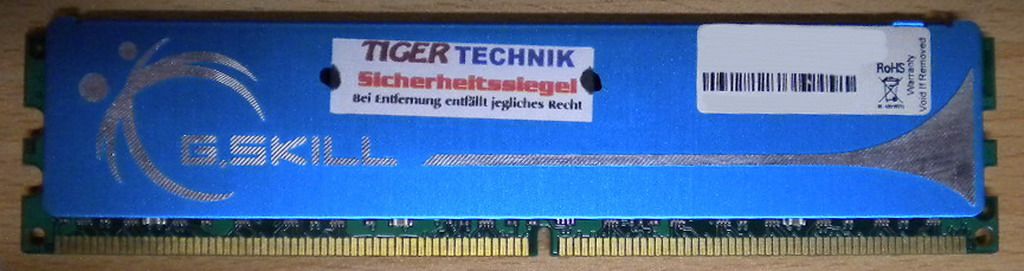 TIGER TECHNIK
Sicherheitssiegel
Bei Entfernung entfällt jegliches Recht
G.SKILL
RoHS
Warranty
Void If Removed